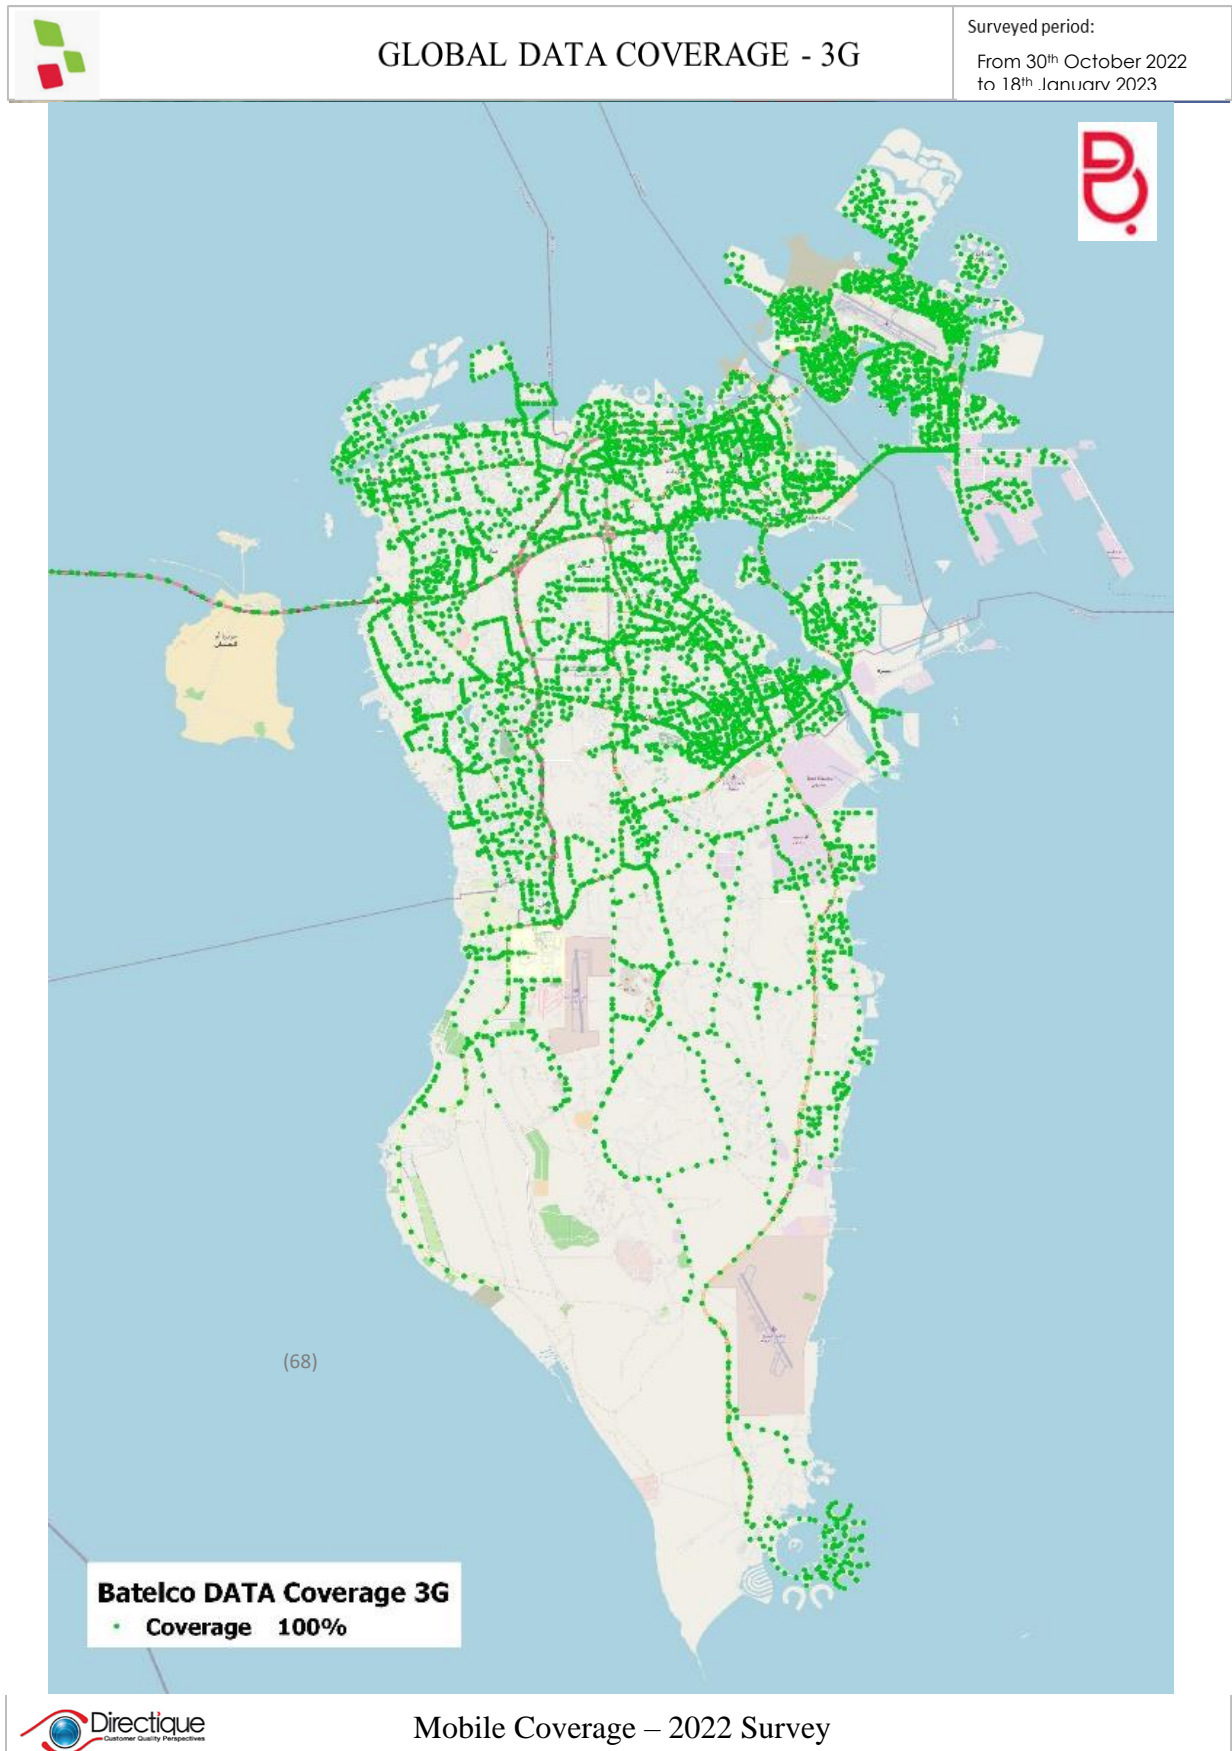 GLOBAL DATA COVERAGE - 3G
Surveyed period:
From 30th October 2022
to 18th January 2023
(68)
Batelco DATA Coverage 3G
Coverage 100%
Directique
Customer Quality Perspectives
Mobile Coverage – 2022 Survey